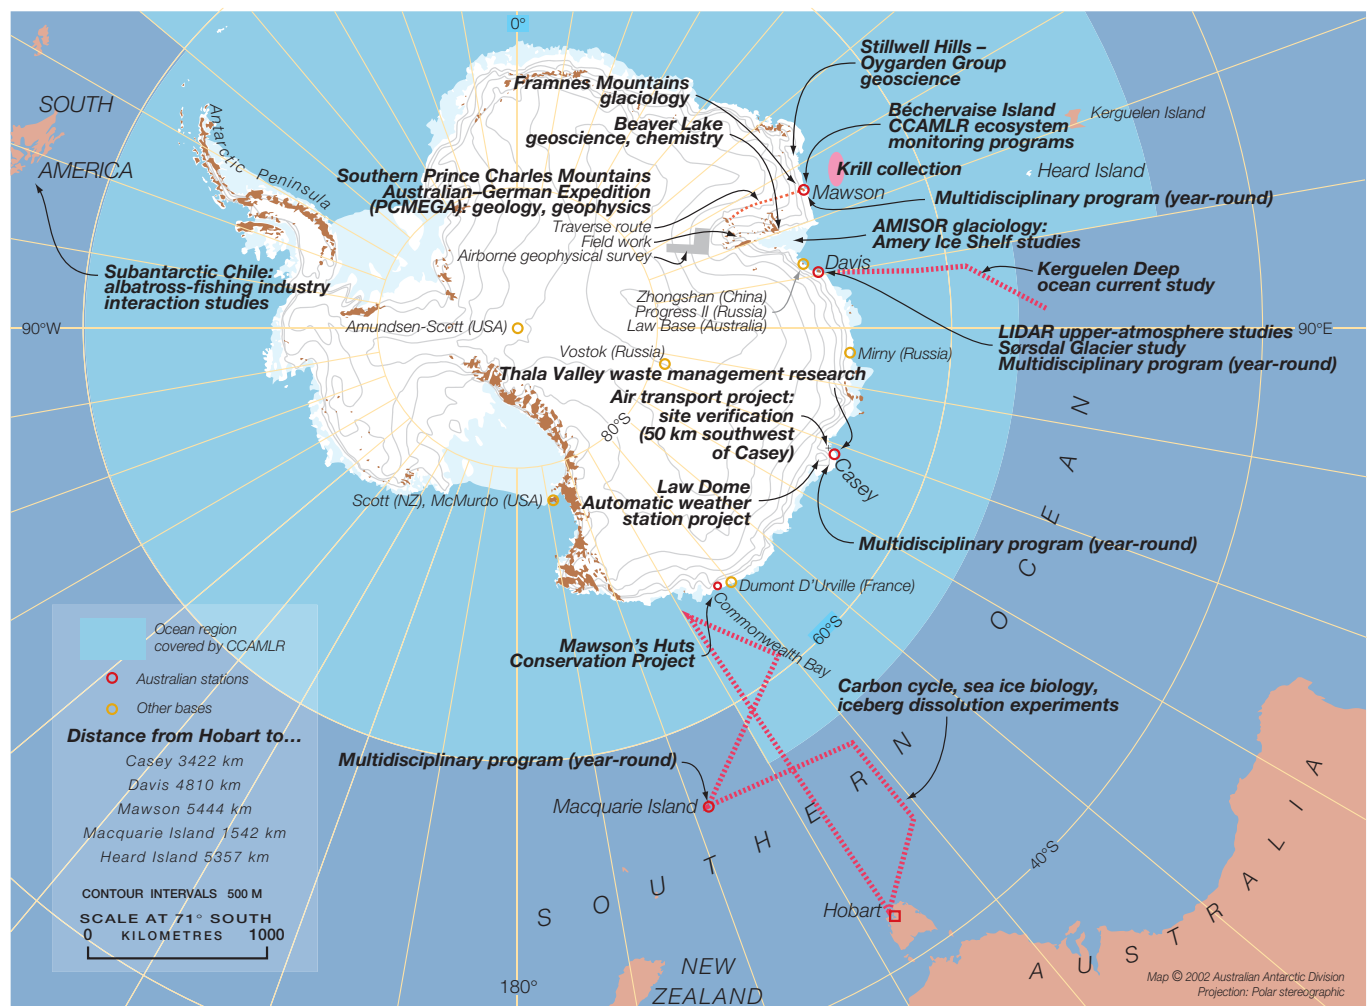 0°
SOUTH
AMERICA
Antarctic Peninsula
Framnes Mountains
glaciology
Beaver Lake
geoscience, chemistry
Southern Prince Charles Mountains
Australian–German Expedition
(PCMEGA): geology, geophysics
Traverse route
Field work
Airborne geophysical survey
Stillwell Hills –
Oygarden Group
geoscience
Béchervaise Island
CCAMLR ecosystem
monitoring programs
Kerguelen Island
Krill collection
Heard Island
Mawson
Multidisciplinary program (year-round)
AMISOR glaciology:
Amery Ice Shelf studies
Davis
Kerguelen Deep
ocean current study
Subantarctic Chile:
albatross-fishing industry
interaction studies
Zhongshan (China)
Progress II (Russia)
Law Base (Australia)
90°W
Amundsen-Scott (USA)
90°E
LIDAR upper-atmosphere studies
Sørsdal Glacier study
Multidisciplinary program (year-round)
Vostok (Russia)
Mirny (Russia)
Thala Valley waste management research
Air transport project:
site verification
(50 km southwest
of Casey)
80°S
Casey
Law Dome
Automatic weather
station project
Scott (NZ), McMurdo (USA)
Multidisciplinary program (year-round)
Dumont D'Urville (France)
Commonwealth Bay
60°S
Mawson's Huts
Conservation Project
Carbon cycle, sea ice biology,
iceberg dissolution experiments
Multidisciplinary program (year-round)
Macquarie Island
SOUTHERN OCEAN
40°S
Hobart
AUSTRALIA
NEW
ZEALAND
180°
Ocean region
covered by CCAMLR
Australian stations
Other bases
Distance from Hobart to…
Casey 3422 km
Davis 4810 km
Mawson 5444 km
Macquarie Island 1542 km
Heard Island 5357 km
CONTOUR INTERVALS 500 M
SCALE AT 71° SOUTH
0 KILOMETRES 1000
Map © 2002 Australian Antarctic Division
Projection: Polar stereographic